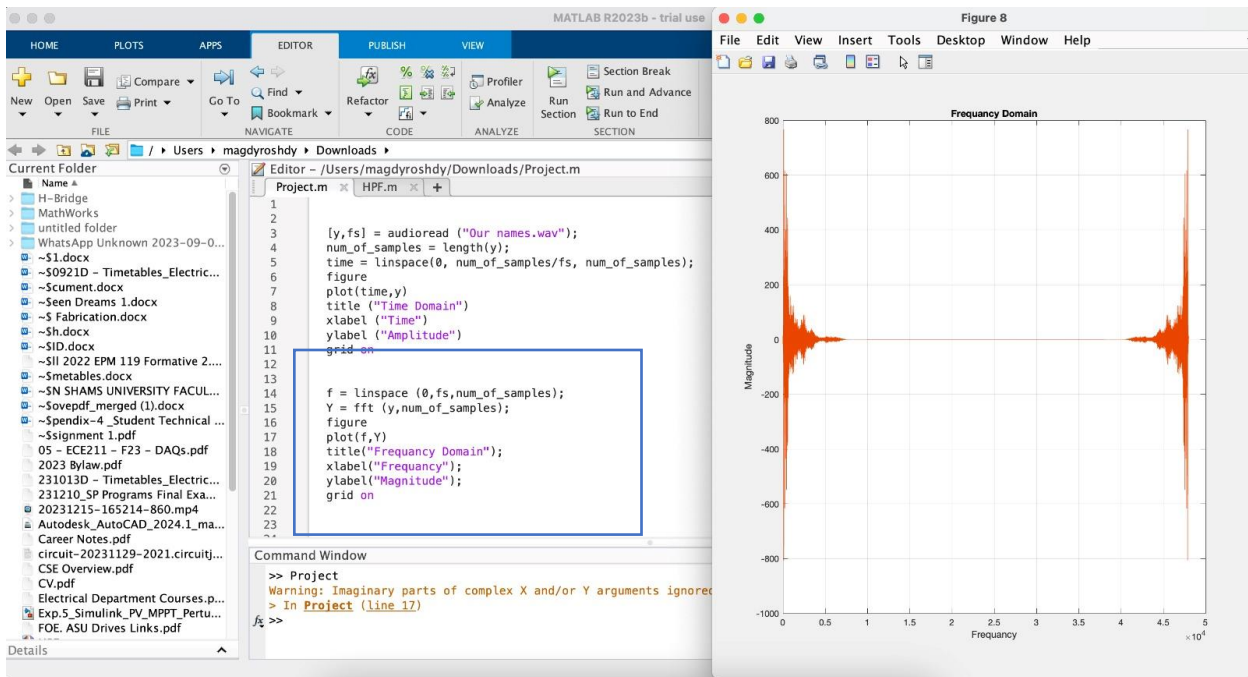 MATLAB R2023b - trial use
HOME PLOTS APPS EDITOR PUBLISH VIEW
New Open Save Compare Print
FILE
Go To Find Bookmark
NAVIGATE
Refactor
CODE
Profiler
Analyze
ANALYZE
Run Section
Section Break
Run and Advance
Run to End
SECTION
/ Users magdyroshdy Downloads
Current Folder
Name
H-Bridge
MathWorks
untitled folder
WhatsApp Unknown 2023-09-0...
~$1.docx
~$0921D - Timetables_Electric...
~$cument.docx
~$een Dreams 1.docx
~$ Fabrication.docx
~$h.docx
~$ID.docx
~$ll 2022 EPM 119 Formative 2....
~$metables.docx
~$N SHAMS UNIVERSITY FACUL...
~$ovepdf_merged (1).docx
~$pendix-4 _Student Technical ...
~$signment 1.pdf
05 - ECE211 - F23 - DAQs.pdf
2023 Bylaw.pdf
231013D - Timetables_Electric...
231210_SP Programs Final Exa...
20231215-165214-860.mp4
Autodesk_AutoCAD_2024.1_ma...
Career Notes.pdf
circuit-20231129-2021.circuitj...
CSE Overview.pdf
CV.pdf
Electrical Department Courses.p...
Exp.5_Simulink_PV_MPPT_Pertu...
FOE. ASU Drives Links.pdf
Details
Editor - /Users/magdyroshdy/Downloads/Project.m
Project.m HPF.m +
1
2
3 [y,fs] = audioread ("Our names.wav");
4 num_of_samples = length(y);
5 time = linspace(0, num_of_samples/fs, num_of_samples);
6 figure
7 plot(time,y)
8 title ("Time Domain")
9 xlabel ("Time")
10 ylabel ("Amplitude")
11 grid on
12
13
14 f = linspace (0,fs,num_of_samples);
15 Y = fft (y,num_of_samples);
16 figure
17 plot(f,Y)
18 title("Frequancy Domain");
19 xlabel("Frequancy");
20 ylabel("Magnitude");
21 grid on
22
23
Command Window
>> Project
Warning: Imaginary parts of complex X and/or Y arguments ignored
> In Project (line 17)
fx >>
Figure 8
File Edit View Insert Tools Desktop Window Help
Frequancy Domain
800
600
400
200
0
-200
-400
-600
-800
-1000
Magnitude
0 0.5 1 1.5 2 2.5 3 3.5 4 4.5 5
×10⁴
Frequancy